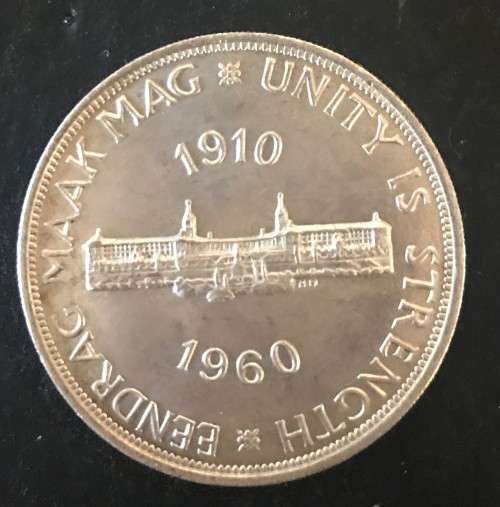 EENDRAG MAAK MAG
UNITY IS STRENGTH
1910
1960